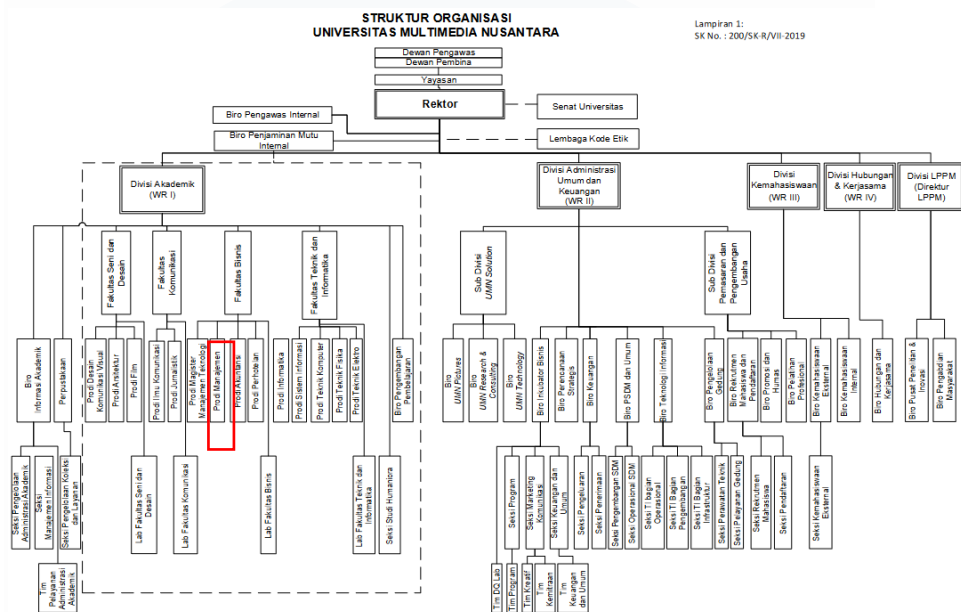 STRUKTUR ORGANISASI
UNIVERSITAS MULTIMEDIA NUSANTARA
Lampiran 1:
SK No. : 200/SK-R/VII-2019
Dewan Pengawas
Dewan Pembina
Yayasan
Rektor
Senat Universitas
Biro Pengawas Internal
Biro Penjaminan Mutu
Internal
Lembaga Kode Etik
Divisi Akademik
(WR I)
Divisi Administrasi
Umum dan
Keuangan
(WR II)
Divisi
Kemahasiswaan
(WR III)
Divisi Hubungan
& Kerjasama
(WR IV)
Divisi LPPM
(Direktur
LPPM)
Fakultas Seni dan
Desain
Fakultas
Komunikasi
Fakultas Bisnis
Fakultas Teknik dan
Informatika
Sub Divisi
UMN Solution
Sub Divisi
Pemasaran dan
Pengembangan
Usaha
Biro
Informasi Akademik
Perpustakaan
Prodi Desain
Komunikasi Visual
Prodi Arsitektur
Prodi Film
Prodi Ilmu Komunikasi
Prodi Jurnalistik
Prodi Magister
Manajemen Teknologi
Prodi Manajemen
Prodi Akuntansi
Prodi Perhotelan
Prodi Informatika
Prodi Sistem Informasi
Prodi Teknik Komputer
Prodi Teknik Fisika
Prodi Teknik Elektro
Biro Pengembangan
Pembelajaran
Biro
UMN Pictures
Biro
UMN Research &
Consulting
Biro
UMN Technology
Biro Inkubator Bisnis
Biro Perencanaan
Strategis
Biro Keuangan
Biro PSDM dan Umum
Biro Teknologi Informasi
Biro Pengelolaan
Gedung
Biro Rekrutmen
Mahasiswa dan
Pendaftaran
Biro Promosi dan
Humas
Biro Pelatihan
Profesional
Biro Kemahasiswaan
Eksternal
Biro Kemahasiswaan
Internal
Biro Hubungan dan
Kerjasama
Biro Pusat Penelitian &
Inovasi
Biro Pengabdian
Masyarakat
Seksi Pengelolaan
Administrasi Akademik
Seksi
Manajemen Informasi
Seksi Pengelolaan Koleksi
dan Layanan
Lab Fakultas Seni dan
Desain
Lab Fakultas Komunikasi
Lab Fakultas Bisnis
Lab Fakultas Teknik dan
Informatika
Seksi Studi Humaniora
Seksi Program
Seksi Marketing
Komunikasi
Seksi Keuangan dan
Umum
Seksi Pengeluaran
Seksi Penerimaan
Seksi Pengembangan SDM
Seksi Operasional SDM
Seksi TI bagian
Operasional
Seksi TI Bagian
Pengembangan
Seksi TI Bagian
Infrastruktur
Seksi Perawatan Teknik
Seksi Pelayanan Gedung
Seksi Rekrutmen
Mahasisiwa
Seksi Pendaftaran
Seksi Kemahasiswaan
Eksternal
Tim
Pelayanan
Administrasi
Akademik
Tim DQ Lab
Tim Program
Tim Kreatif
Tim
Kemitraan
Tim
Keuangan
dan Umum